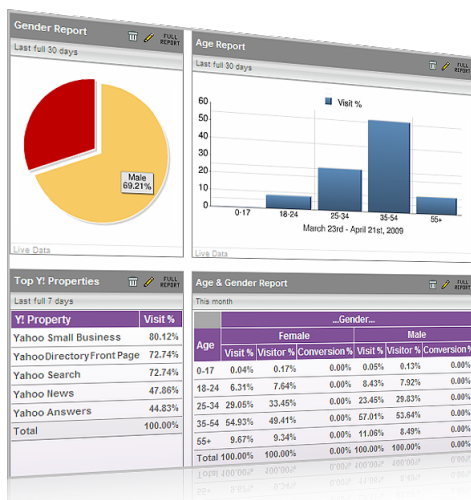 Gender Report
FULL REPORT
Last full 30 days
Male
69.21%
Live Data
Age Report
FULL REPORT
Last full 30 days
Visit %
60
50
40
30
20
10
0
0-17 18-24 25-34 35-54 55+
March 23rd - April 21st, 2009
Live Data
Top Y! Properties
FULL REPORT
Last full 7 days
Y! Property Visit %
Yahoo Small Business 80.12%
Yahoo Directory Front Page 72.74%
Yahoo Search 72.74%
Yahoo News 47.86%
Yahoo Answers 44.83%
Total 100.00%
Age & Gender Report
FULL REPORT
This month
...Gender...
Age Female Male
Visit % Visitor % Conversion % Visit % Visitor % Conversion %
0-17 0.04% 0.17% 0.00% 0.05% 0.13% 0.00%
18-24 6.31% 7.64% 0.00% 8.43% 7.92% 0.00%
25-34 29.05% 33.45% 0.00% 23.45% 29.83% 0.00%
35-54 54.93% 49.41% 0.00% 57.01% 53.64% 0.00%
55+ 9.67% 9.34% 0.00% 11.06% 8.49% 0.00%
Total 100.00% 100.00% 0.00% 100.00% 100.00% 0.00%